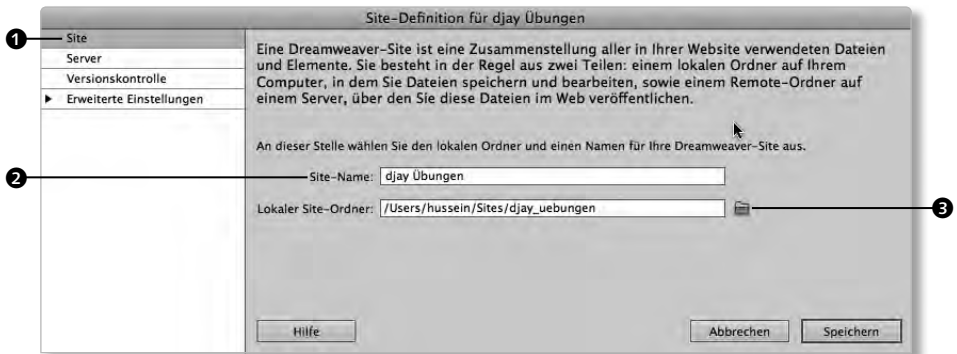 Site-Definition für djay Übungen
❶
Site
Server
Versionskontrolle
Erweiterte Einstellungen
Eine Dreamweaver-Site ist eine Zusammenstellung aller in Ihrer Website verwendeten Dateien
und Elemente. Sie besteht in der Regel aus zwei Teilen: einem lokalen Ordner auf Ihrem
Computer, in dem Sie Dateien speichern und bearbeiten, sowie einem Remote-Ordner auf
einem Server, über den Sie diese Dateien im Web veröffentlichen.
An dieser Stelle wählen Sie den lokalen Ordner und einen Namen für Ihre Dreamweaver-Site aus.
❷ Site-Name: djay Übungen
Lokaler Site-Ordner: /Users/hussein/Sites/djay_uebungen ❸
Hilfe Abbrechen Speichern